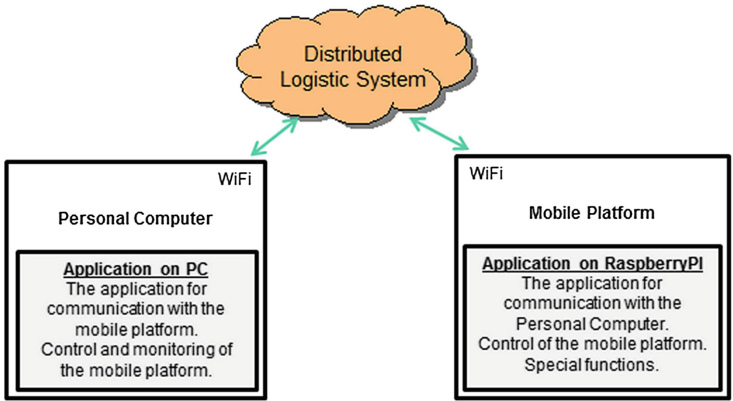 Distributed
Logistic System
WiFi
Personal Computer
Application on PC
The application for
communication with the
mobile platform.
Control and monitoring of
the mobile platform.
WiFi
Mobile Platform
Application on RaspberryPI
The application for
communication with the
Personal Computer.
Control of the mobile platform.
Special functions.